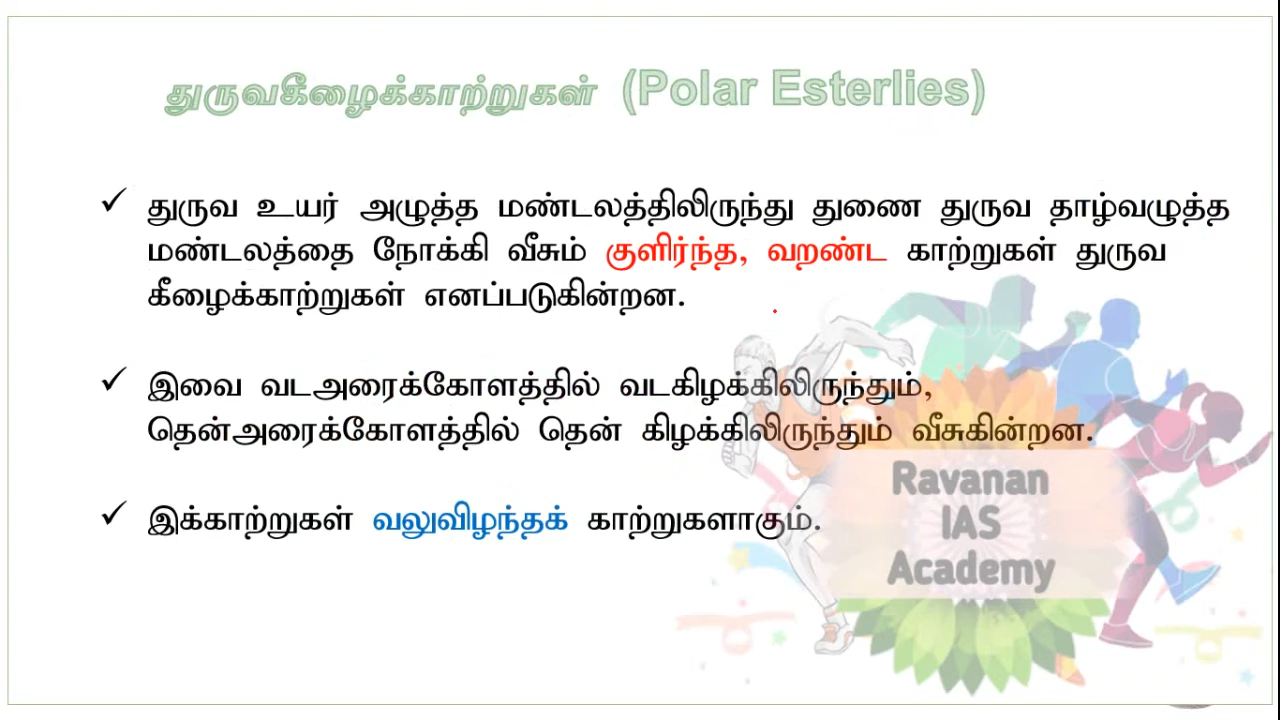 துருவகீழைக்காற்றுகள் (Polar Esterlies)
✓ துருவ உயர் அழுத்த மண்டலத்திலிருந்து துணை துருவ தாழ்வழுத்த
மண்டலத்தை நோக்கி வீசும் குளிர்ந்த, வறண்ட காற்றுகள் துருவ
கீழைக்காற்றுகள் எனப்படுகின்றன.
✓ இவை வடஅரைக்கோளத்தில் வடகிழக்கிலிருந்தும்,
தென்அரைக்கோளத்தில் தென் கிழக்கிலிருந்தும் வீசுகின்றன.
✓ இக்காற்றுகள் வலுவிழந்தக் காற்றுகளாகும்.
Ravanan
IAS
Academy